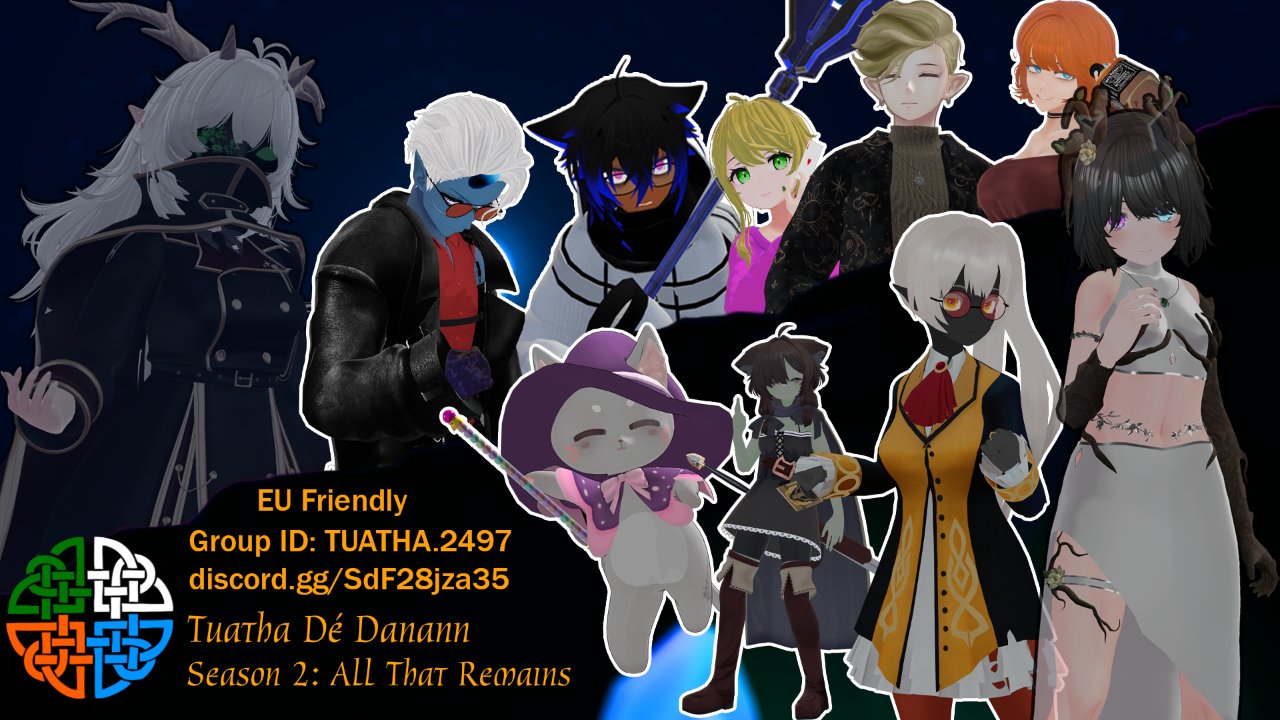 EU Friendly
Group ID: TUATHA.2497
discord.gg/SdF28jza35
Tuatha Dé Danann
Season 2: All That Remains